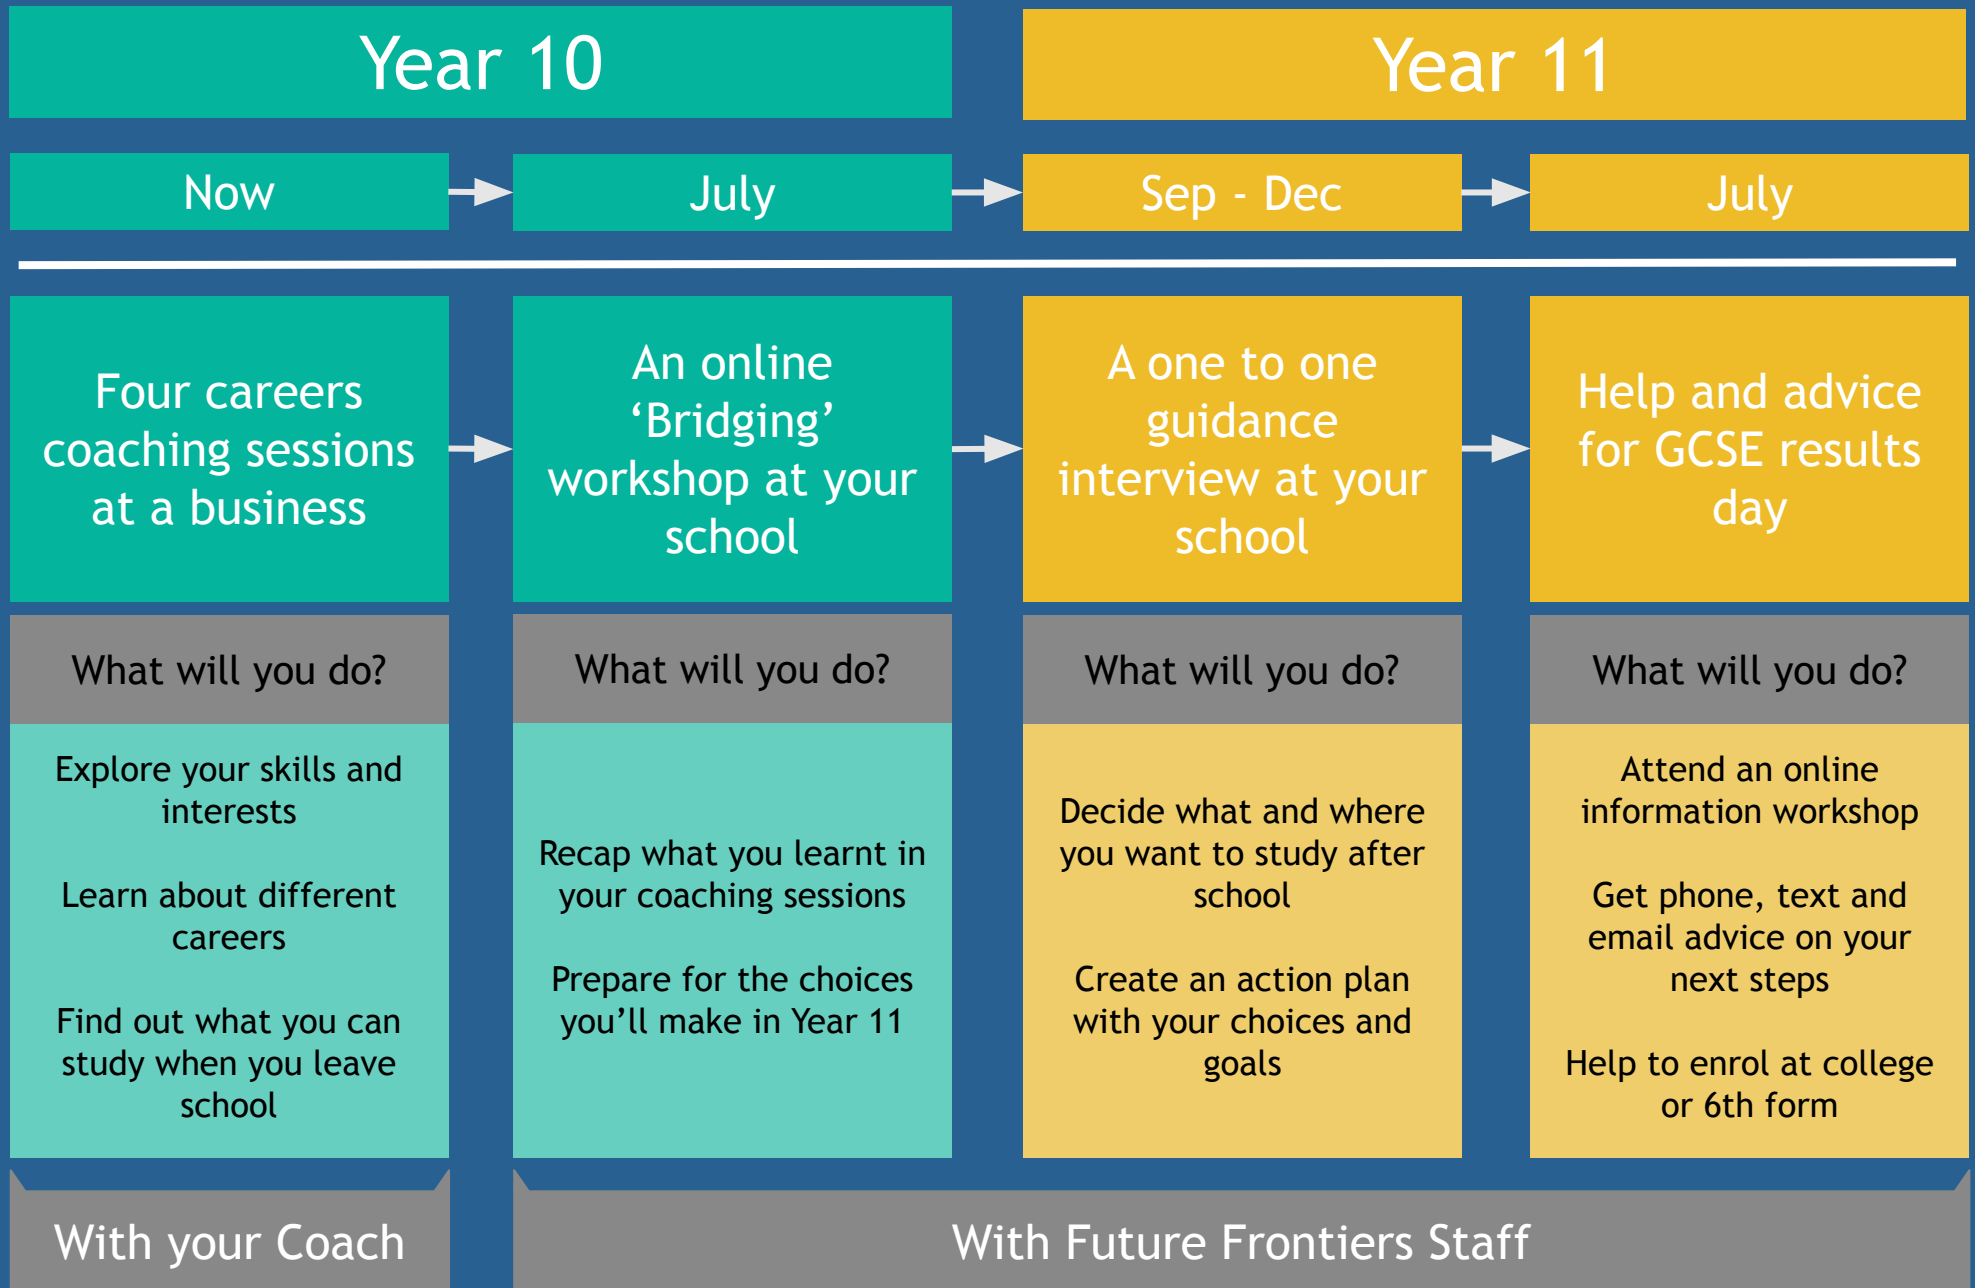 Year 10
Year 11
Now
July
Sep - Dec
July
Four careers
coaching sessions
at a business
An online
‘Bridging’
workshop at your
school
A one to one
guidance
interview at your
school
Help and advice
for GCSE results
day
What will you do?
What will you do?
What will you do?
What will you do?
Explore your skills and
interests
Learn about different
careers
Find out what you can
study when you leave
school
Recap what you learnt in
your coaching sessions
Prepare for the choices
you’ll make in Year 11
Decide what and where
you want to study after
school
Create an action plan
with your choices and
goals
Attend an online
information workshop
Get phone, text and
email advice on your
next steps
Help to enrol at college
or 6th form
With your Coach
With Future Frontiers Staff